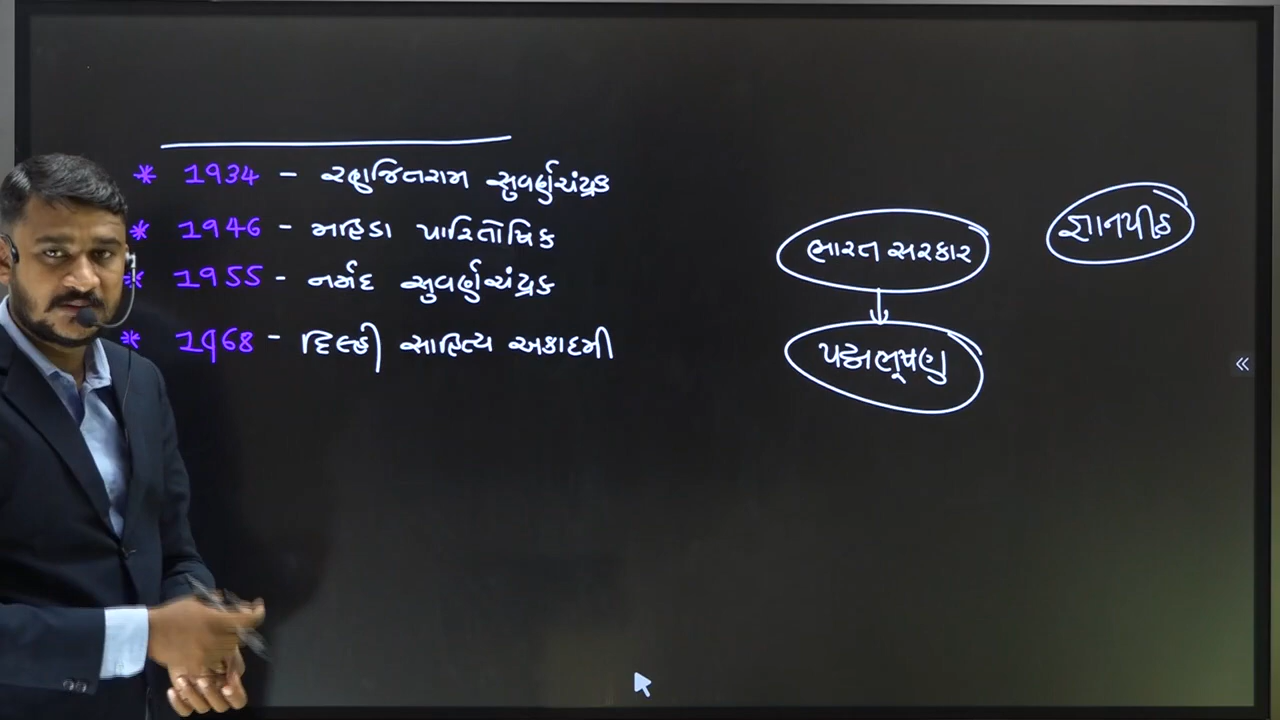 * 1934 - રણજિતરામ સુવર્ણચંદ્રક
* 1946 - મહિડા પારિતોષિક
* 1955 - નર્મદ સુવર્ણચંદ્રક
* 1968 - દિલ્હી સાહિત્ય અકાદમી
ભારત સરકાર
પદ્મભૂષણ
જ્ઞાનપીઠ
«